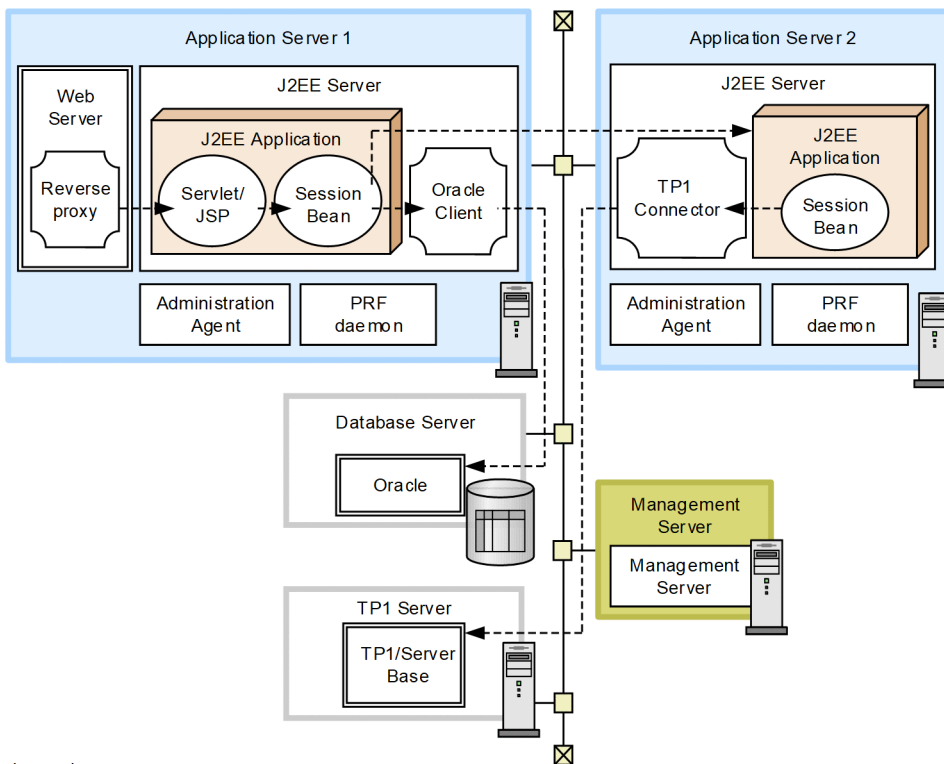 Application Server 1
Web
Server
Reverse
proxy
J2EE Server
J2EE Application
Servlet/
JSP
Session
Bean
Oracle
Client
Administration
Agent
PRF
daemon
Application Server 2
J2EE Server
TP1
Connector
J2EE
Application
Session
Bean
Administration
Agent
PRF
daemon
Database Server
Oracle
Management
Server
Management
Server
TP1 Server
TP1/Server
Base